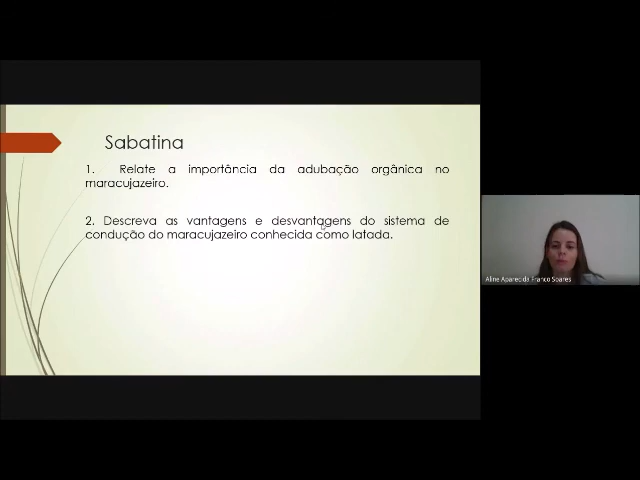 Sabatina
1. Relate a importância da adubação orgânica no
maracujazeiro.
2. Descreva as vantagens e desvantagens do sistema de
condução do maracujazeiro conhecida como latada.
Aline Aparecida Franco Soares